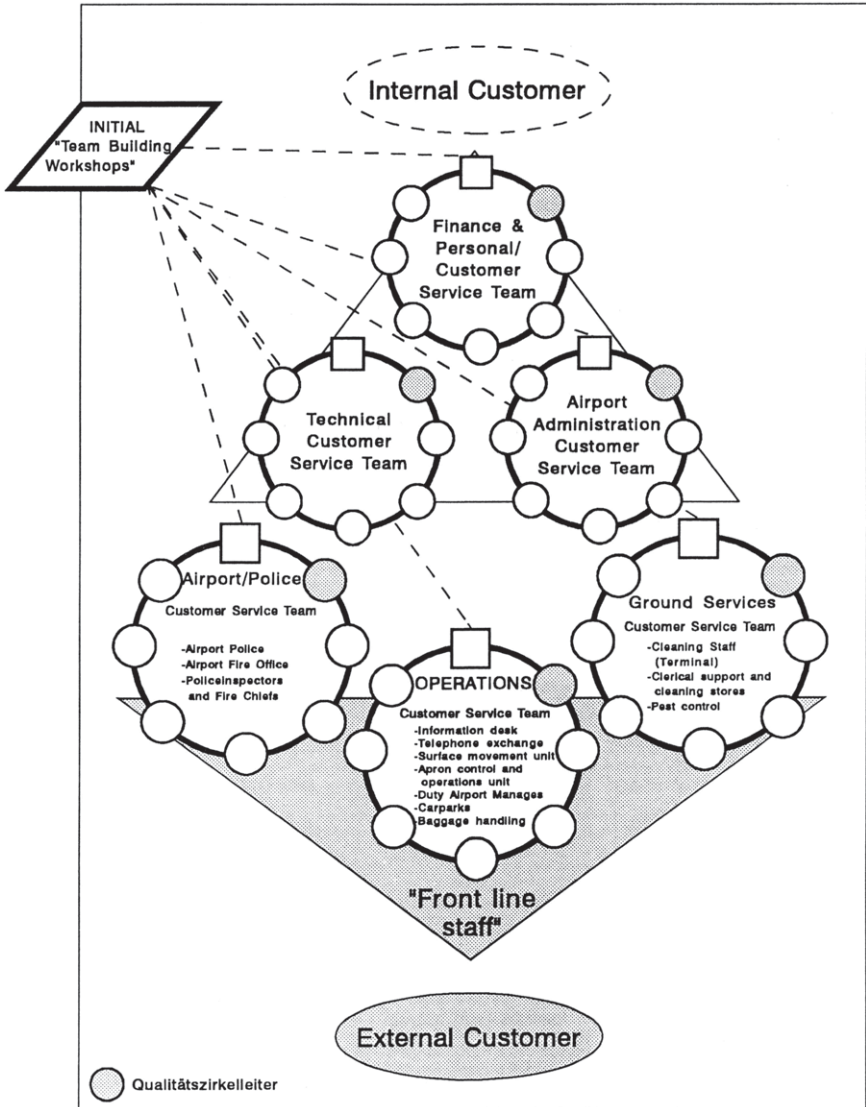 Internal Customer
INITIAL
"Team Building
Workshops"
Finance &
Personal/
Customer
Service Team
Technical
Customer
Service Team
Airport
Administration
Customer
Service Team
Airport/Police
Customer Service Team
-Airport Police
-Airport Fire Office
-Policeinspectors
and Fire Chiefs
OPERATIONS
Customer Service Team
-Information desk
-Telephone exchange
-Surface movement unit
-Apron control and
operations unit
-Duty Airport Manages
-Carparks
-Baggage handling
Ground Services
Customer Service Team
-Cleaning Staff
(Terminal)
-Clerical support and
cleaning stores
-Pest control
"Front line
staff"
External Customer
Qualitätszirkelleiter